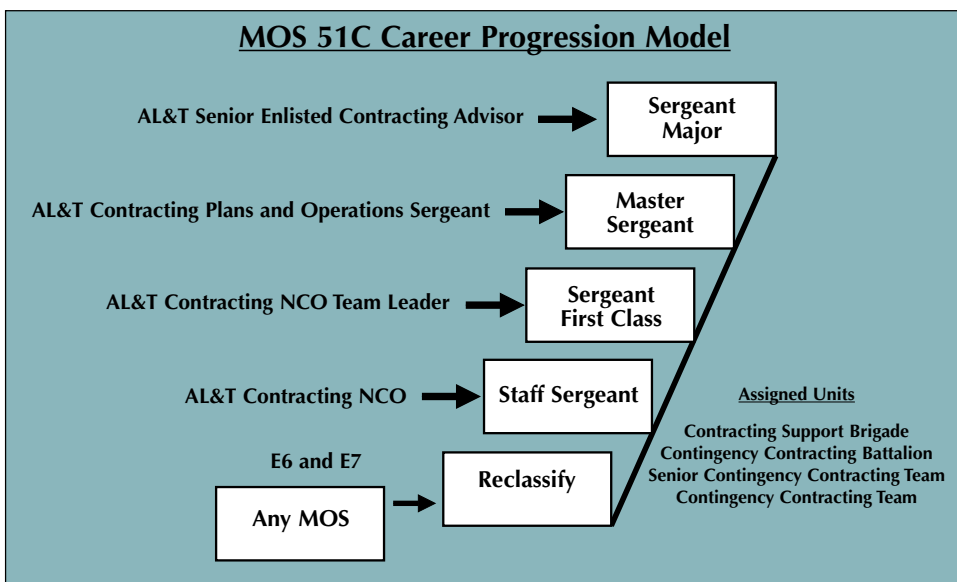 MOS 51C Career Progression Model
AL&T Senior Enlisted Contracting Advisor
Sergeant
Major
AL&T Contracting Plans and Operations Sergeant
Master
Sergeant
AL&T Contracting NCO Team Leader
Sergeant
First Class
AL&T Contracting NCO
Staff Sergeant
E6 and E7
Any MOS
Reclassify
Assigned Units
Contracting Support Brigade
Contingency Contracting Battalion
Senior Contingency Contracting Team
Contingency Contracting Team